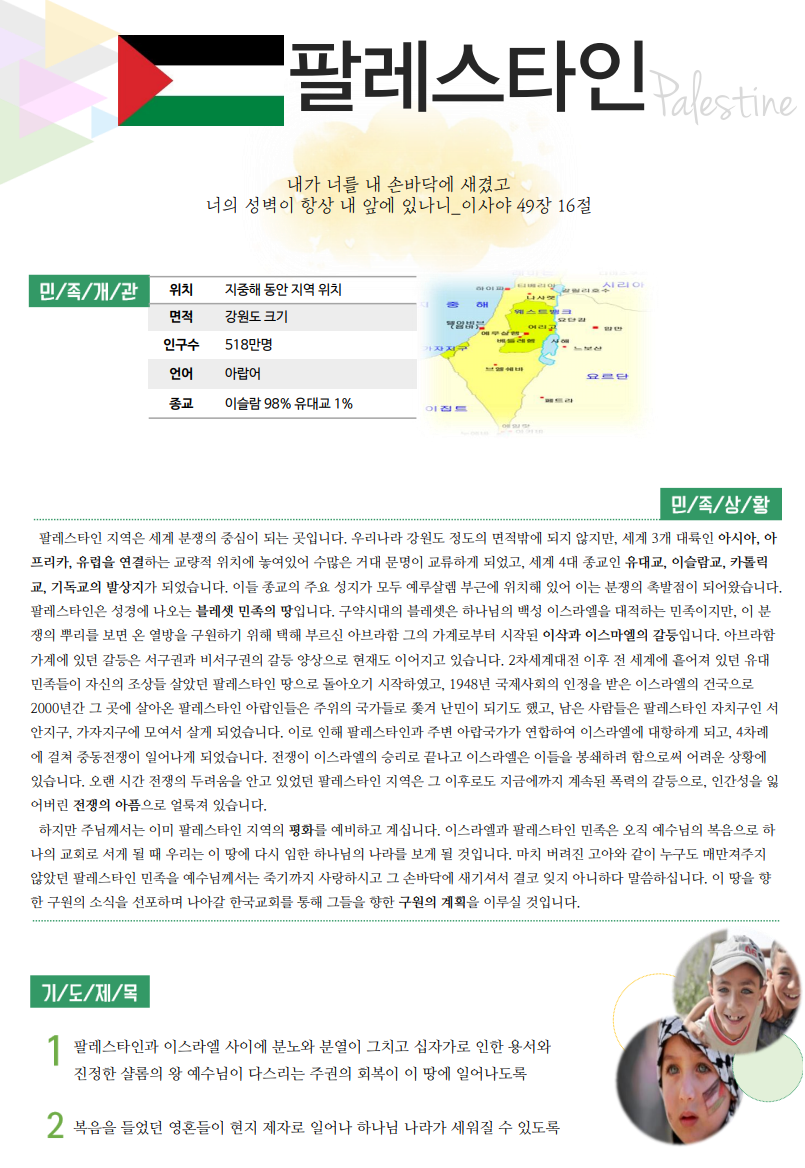 팔레스타인
Palestine
내가 너를 내 손바닥에 새겼고
너의 성벽이 항상 내 앞에 있나니_이사야 49장 16절
민/족/개/관
위치 지중해 동안 지역 위치
면적 강원도 크기
인구수 518만명
언어 아랍어
종교 이슬람 98% 유대교 1%
시리아
하이파
티베리아
갈릴리호수
나사렛
지 중 해
웨스트뱅크
텔아비브
(욥바)
여리고
요단강
암만
예루살렘
베들레헴
사해
느보산
가자지구
브엘쉐바
요르단
이집트
페트라
민/족/상/황
팔레스타인 지역은 세계 분쟁의 중심이 되는 곳입니다. 우리나라 강원도 정도의 면적밖에 되지 않지만, 세계 3개 대륙인 아시아, 아
프리카, 유럽을 연결하는 교량적 위치에 놓여있어 수많은 거대 문명이 교류하게 되었고, 세계 4대 종교인 유대교, 이슬람교, 카톨릭
교, 기독교의 발상지가 되었습니다. 이들 종교의 주요 성지가 모두 예루살렘 부근에 위치해 있어 이는 분쟁의 촉발점이 되어왔습니다.
팔레스타인은 성경에 나오는 블레셋 민족의 땅입니다. 구약시대의 블레셋은 하나님의 백성 이스라엘을 대적하는 민족이지만, 이 분
쟁의 뿌리를 보면 온 열방을 구원하기 위해 택해 부르신 아브라함 그의 가계로부터 시작된 이삭과 이스마엘의 갈등입니다. 아브라함
가계에 있던 갈등은 서구권과 비서구권의 갈등 양상으로 현재도 이어지고 있습니다. 2차세계대전 이후 전 세계에 흩어져 있던 유대
민족들이 자신의 조상들 살았던 팔레스타인 땅으로 돌아오기 시작하였고, 1948년 국제사회의 인정을 받은 이스라엘의 건국으로
2000년간 그 곳에 살아온 팔레스타인 아랍인들은 주위의 국가들로 쫓겨 난민이 되기도 했고, 남은 사람들은 팔레스타인 자치구인 서
안지구, 가자지구에 모여서 살게 되었습니다. 이로 인해 팔레스타인과 주변 아랍국가가 연합하여 이스라엘에 대항하게 되고, 4차례
에 걸쳐 중동전쟁이 일어나게 되었습니다. 전쟁이 이스라엘의 승리로 끝나고 이스라엘은 이들을 봉쇄하려 함으로써 어려운 상황에
있습니다. 오랜 시간 전쟁의 두려움을 안고 있었던 팔레스타인 지역은 그 이후로도 지금에까지 계속된 폭력의 갈등으로, 인간성을 잃
어버린 전쟁의 아픔으로 얼룩져 있습니다.
하지만 주님께서는 이미 팔레스타인 지역의 평화를 예비하고 계십니다. 이스라엘과 팔레스타인 민족은 오직 예수님의 복음으로 하
나의 교회로 서게 될 때 우리는 이 땅에 다시 임한 하나님의 나라를 보게 될 것입니다. 마치 버려진 고아와 같이 누구도 매만져주지
않았던 팔레스타인 민족을 예수님께서는 죽기까지 사랑하시고 그 손바닥에 새기셔서 결코 잊지 아니하다 말씀하십니다. 이 땅을 향
한 구원의 소식을 선포하며 나아갈 한국교회를 통해 그들을 향한 구원의 계획을 이루실 것입니다.
기/도/제/목
1 팔레스타인과 이스라엘 사이에 분노와 분열이 그치고 십자가로 인한 용서와
진정한 샬롬의 왕 예수님이 다스리는 주권의 회복이 이 땅에 일어나도록
2 복음을 들었던 영혼들이 현지 제자로 일어나 하나님 나라가 세워질 수 있도록